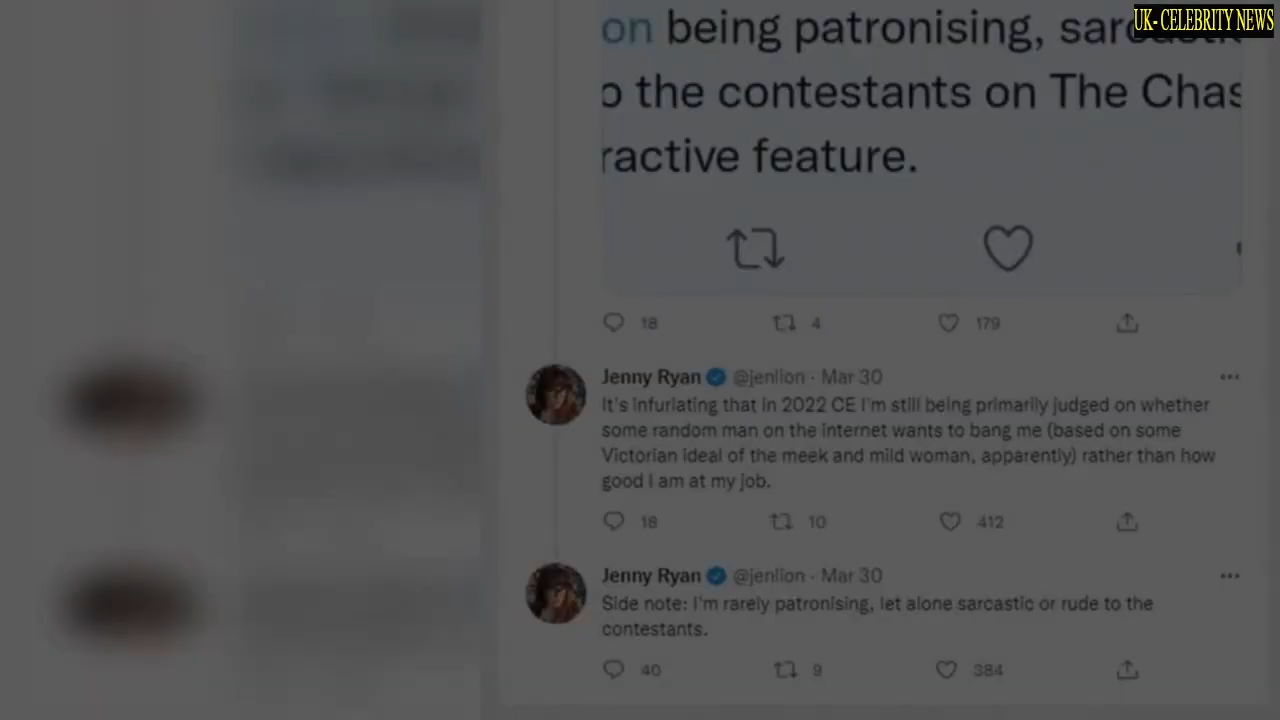 UK- CELEBRITY NEWS
on being patronising,
o the contestants on The Chas
ractive feature.
18 4 179
Jenny Ryan @jenlion · Mar 30
It's infuriating that in 2022 CE I'm still being primarily judged on whether
some random man on the internet wants to bang me (based on some
Victorian ideal of the meek and mild woman, apparently) rather than how
good I am at my job.
18 10 412
Jenny Ryan @jenlion · Mar 30
Side note: I'm rarely patronising, let alone sarcastic or rude to the
contestants.
40 9 384